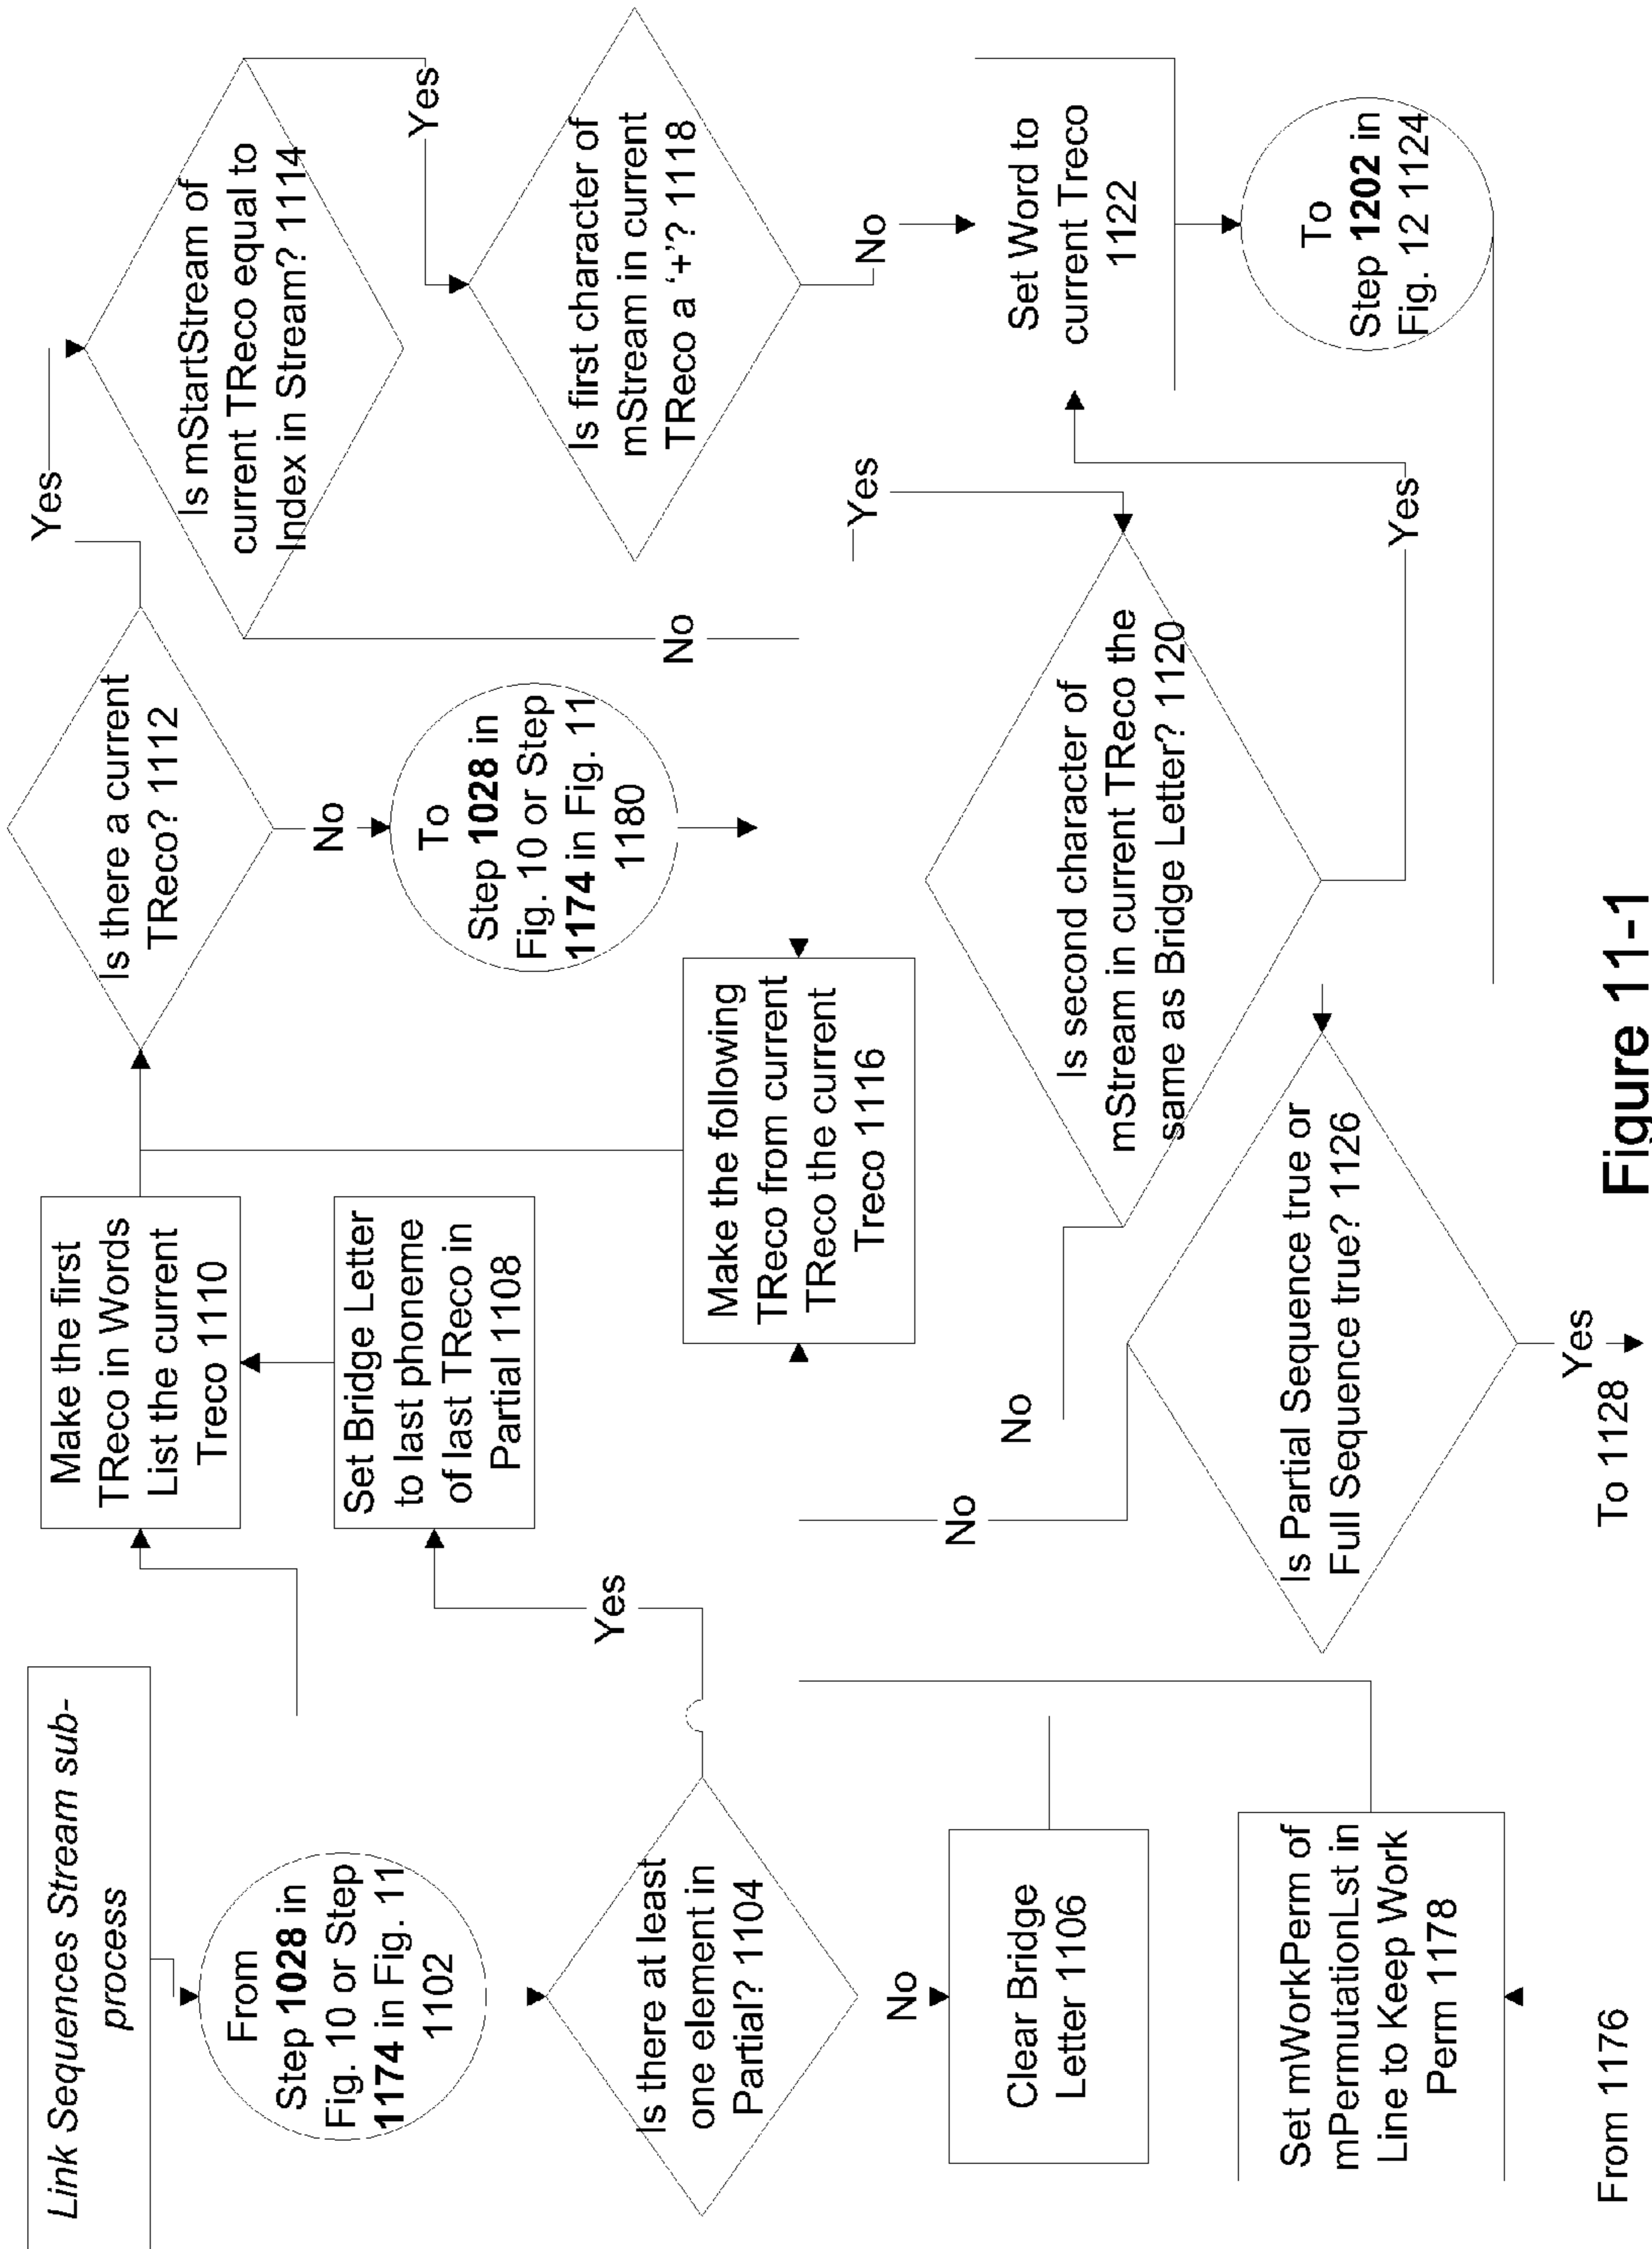 Link Sequences Stream sub-
process
From
Step 1028 in
Fig. 10 or Step
1174 in Fig. 11
1102
Is there at least
one element in
Partial? 1104
Yes
No
Clear Bridge
Letter 1106
Set Bridge Letter
to last phoneme
of last TReco in
Partial 1108
Make the first
TReco in Words
List the current
Treco 1110
Is there a current
TReco? 1112
Yes
No
To
Step 1028 in
Fig. 10 or Step
1174 in Fig. 11
1180
Is mStartStream of
current TReco equal to
Index in Stream? 1114
Yes
No
Make the following
TReco from current
TReco the current
Treco 1116
Is first character of
mStream in current
TReco a ‘+’? 1118
Yes
No
Is second character of
mStream in current TReco the
same as Bridge Letter? 1120
No
Yes
Set Word to
current Treco
1122
To
Step 1202 in
Fig. 12 1124
Is Partial Sequence true or
Full Sequence true? 1126
No
Yes
To 1128
Set mWorkPerm of
mPermutationLst in
Line to Keep Work
Perm 1178
From 1176
Figure 11-1